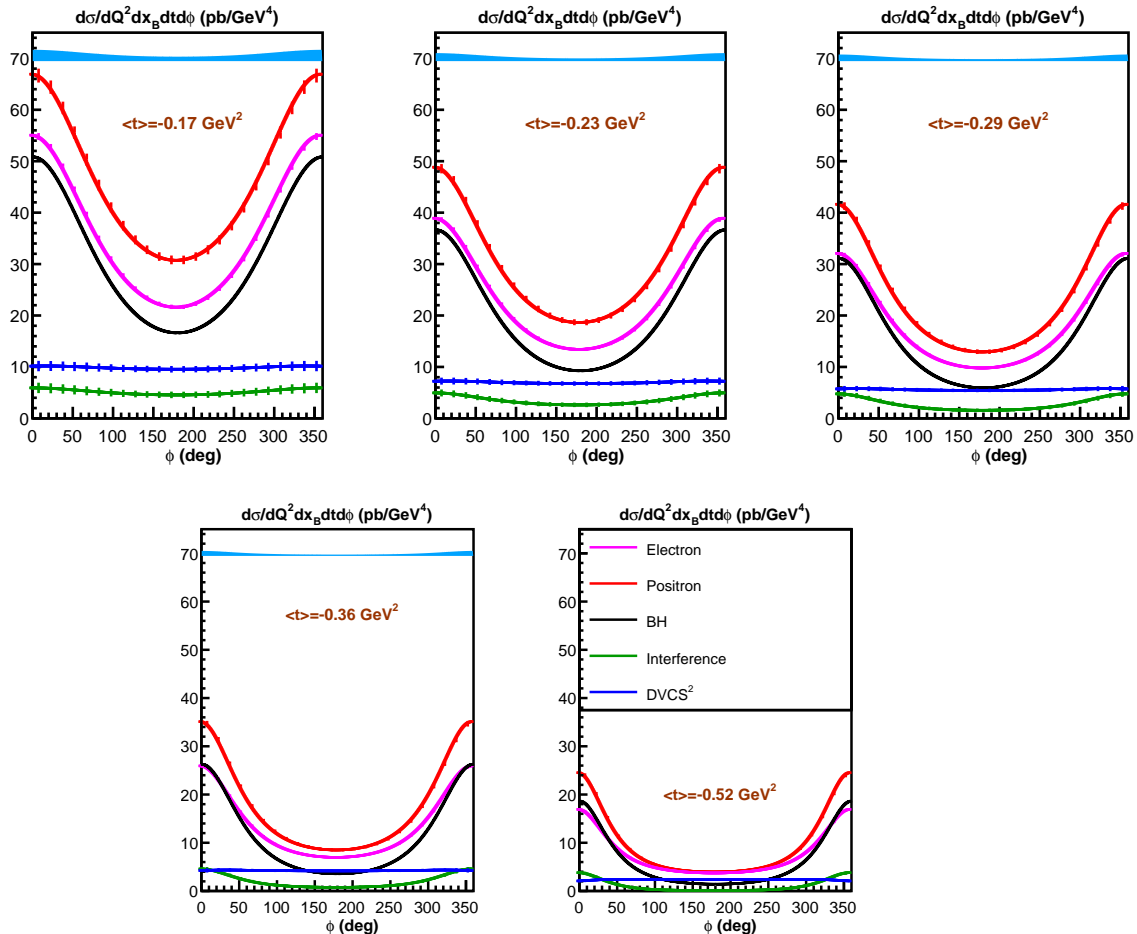 dσ/dQ²dx_Bdtdϕ (pb/GeV⁴)
70
60
50
40
30
20
10
0
<t>=-0.17 GeV²
0 50 100 150 200 250 300 350
ϕ (deg)
dσ/dQ²dx_Bdtdϕ (pb/GeV⁴)
70
60
50
40
30
20
10
0
<t>=-0.23 GeV²
0 50 100 150 200 250 300 350
ϕ (deg)
dσ/dQ²dx_Bdtdϕ (pb/GeV⁴)
70
60
50
40
30
20
10
0
<t>=-0.29 GeV²
0 50 100 150 200 250 300 350
ϕ (deg)
dσ/dQ²dx_Bdtdϕ (pb/GeV⁴)
70
60
50
40
30
20
10
0
<t>=-0.36 GeV²
0 50 100 150 200 250 300 350
ϕ (deg)
dσ/dQ²dx_Bdtdϕ (pb/GeV⁴)
70
60
50
40
30
20
10
0
Electron
Positron
BH
Interference
DVCS²
<t>=-0.52 GeV²
0 50 100 150 200 250 300 350
ϕ (deg)